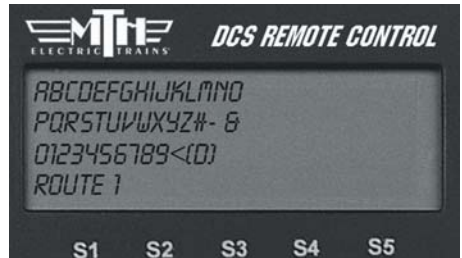 MTH
ELECTRIC TRAINS
DCS REMOTE CONTROL
ABCDEFGHIJKLMNO
PQRSTUVWXYZ#- &
0123456789<(D)
ROUTE 1
S1 S2 S3 S4 S5